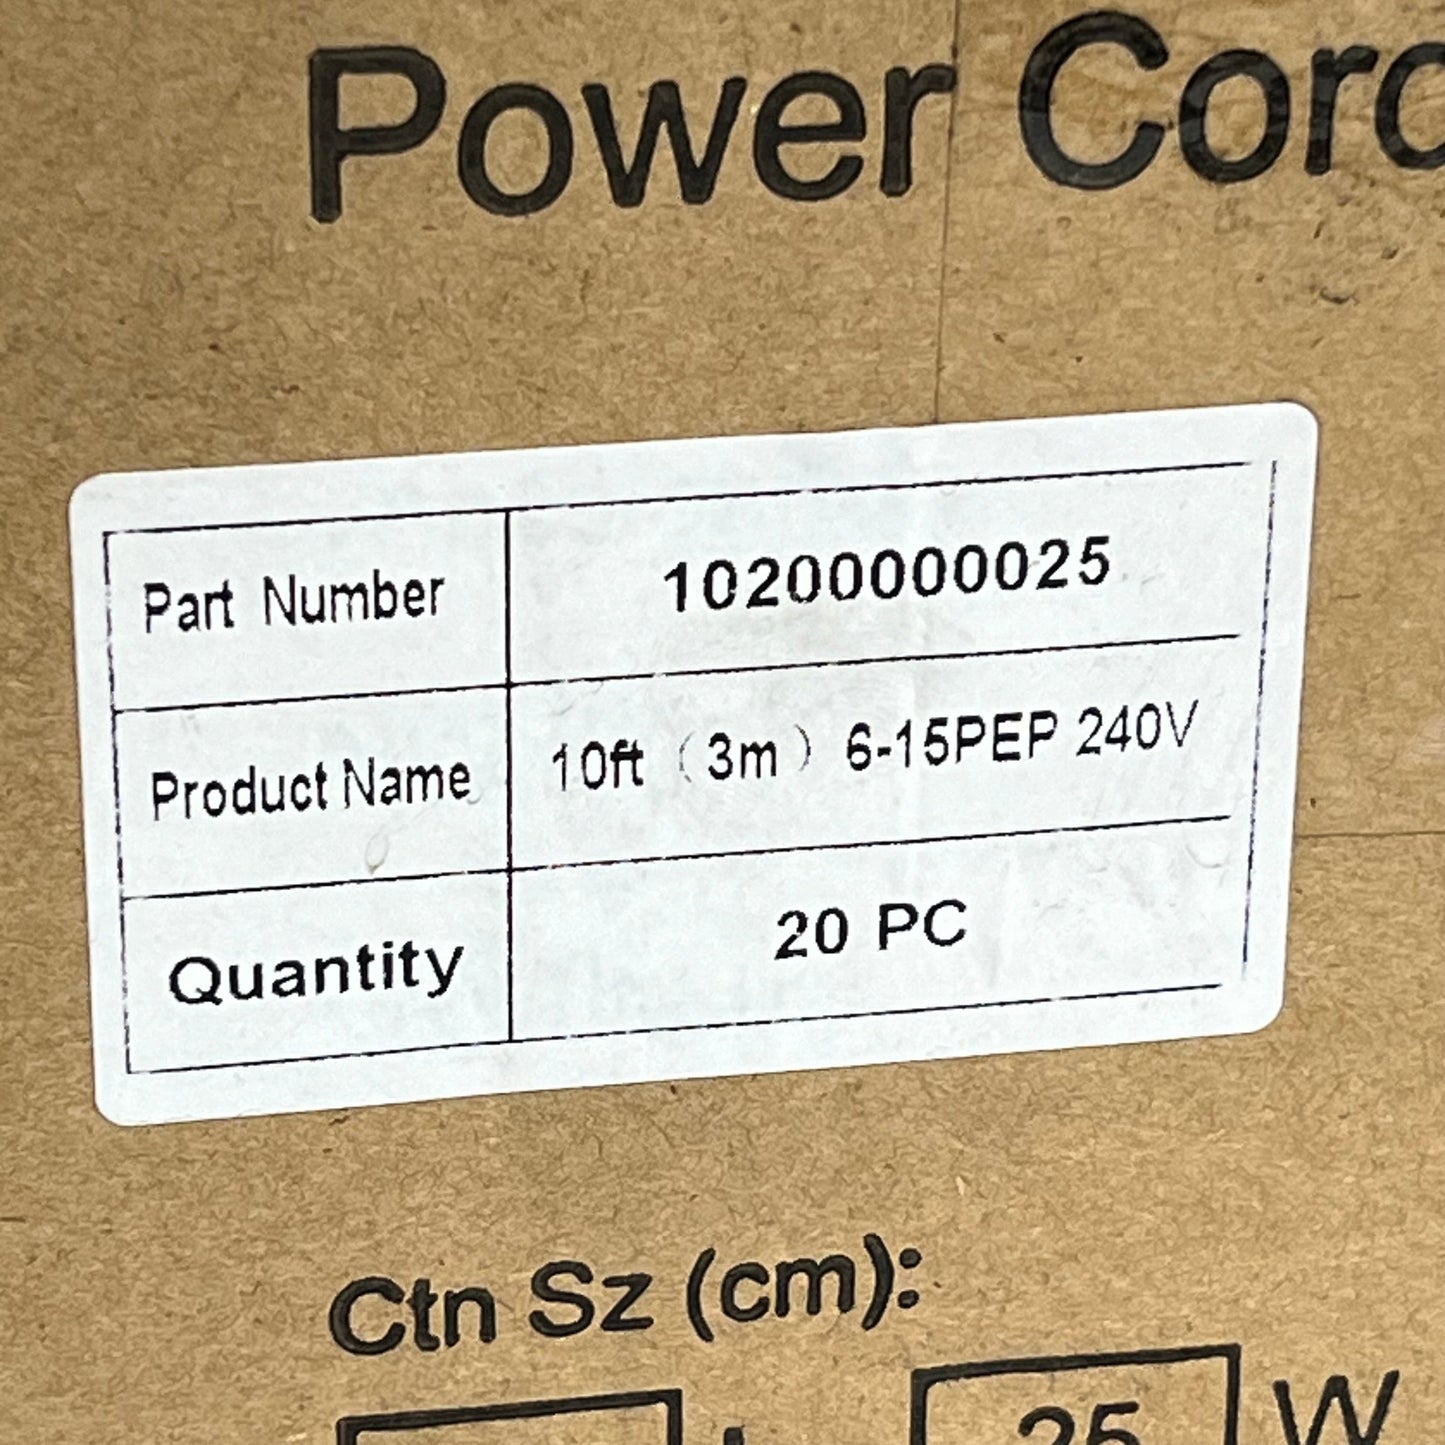 Power Cord
Part Number 10200000025
Product Name 10ft （3m） 6-15PEP 240V
Quantity 20 PC
Ctn Sz (cm):
25 W